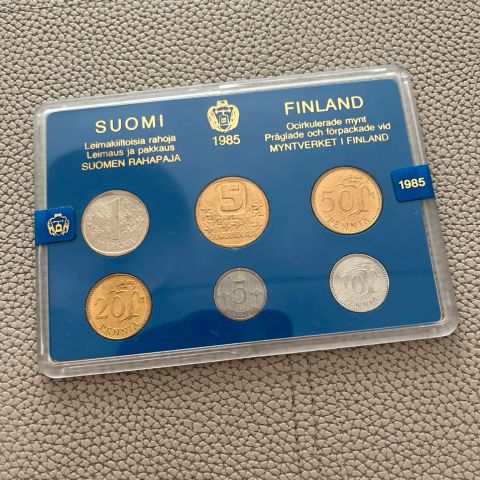 SUOMI
Leimakiiltoisia rahoja
Leimaus ja pakkaus
SUOMEN RAHAPAJA
1985
FINLAND
Ocirkulerade mynt
Präglade och förpackade vid
MYNTVERKET I FINLAND
1985
1
5
50
PENNIÄ
20
PENNIÄ
5
10
PENNIÄ